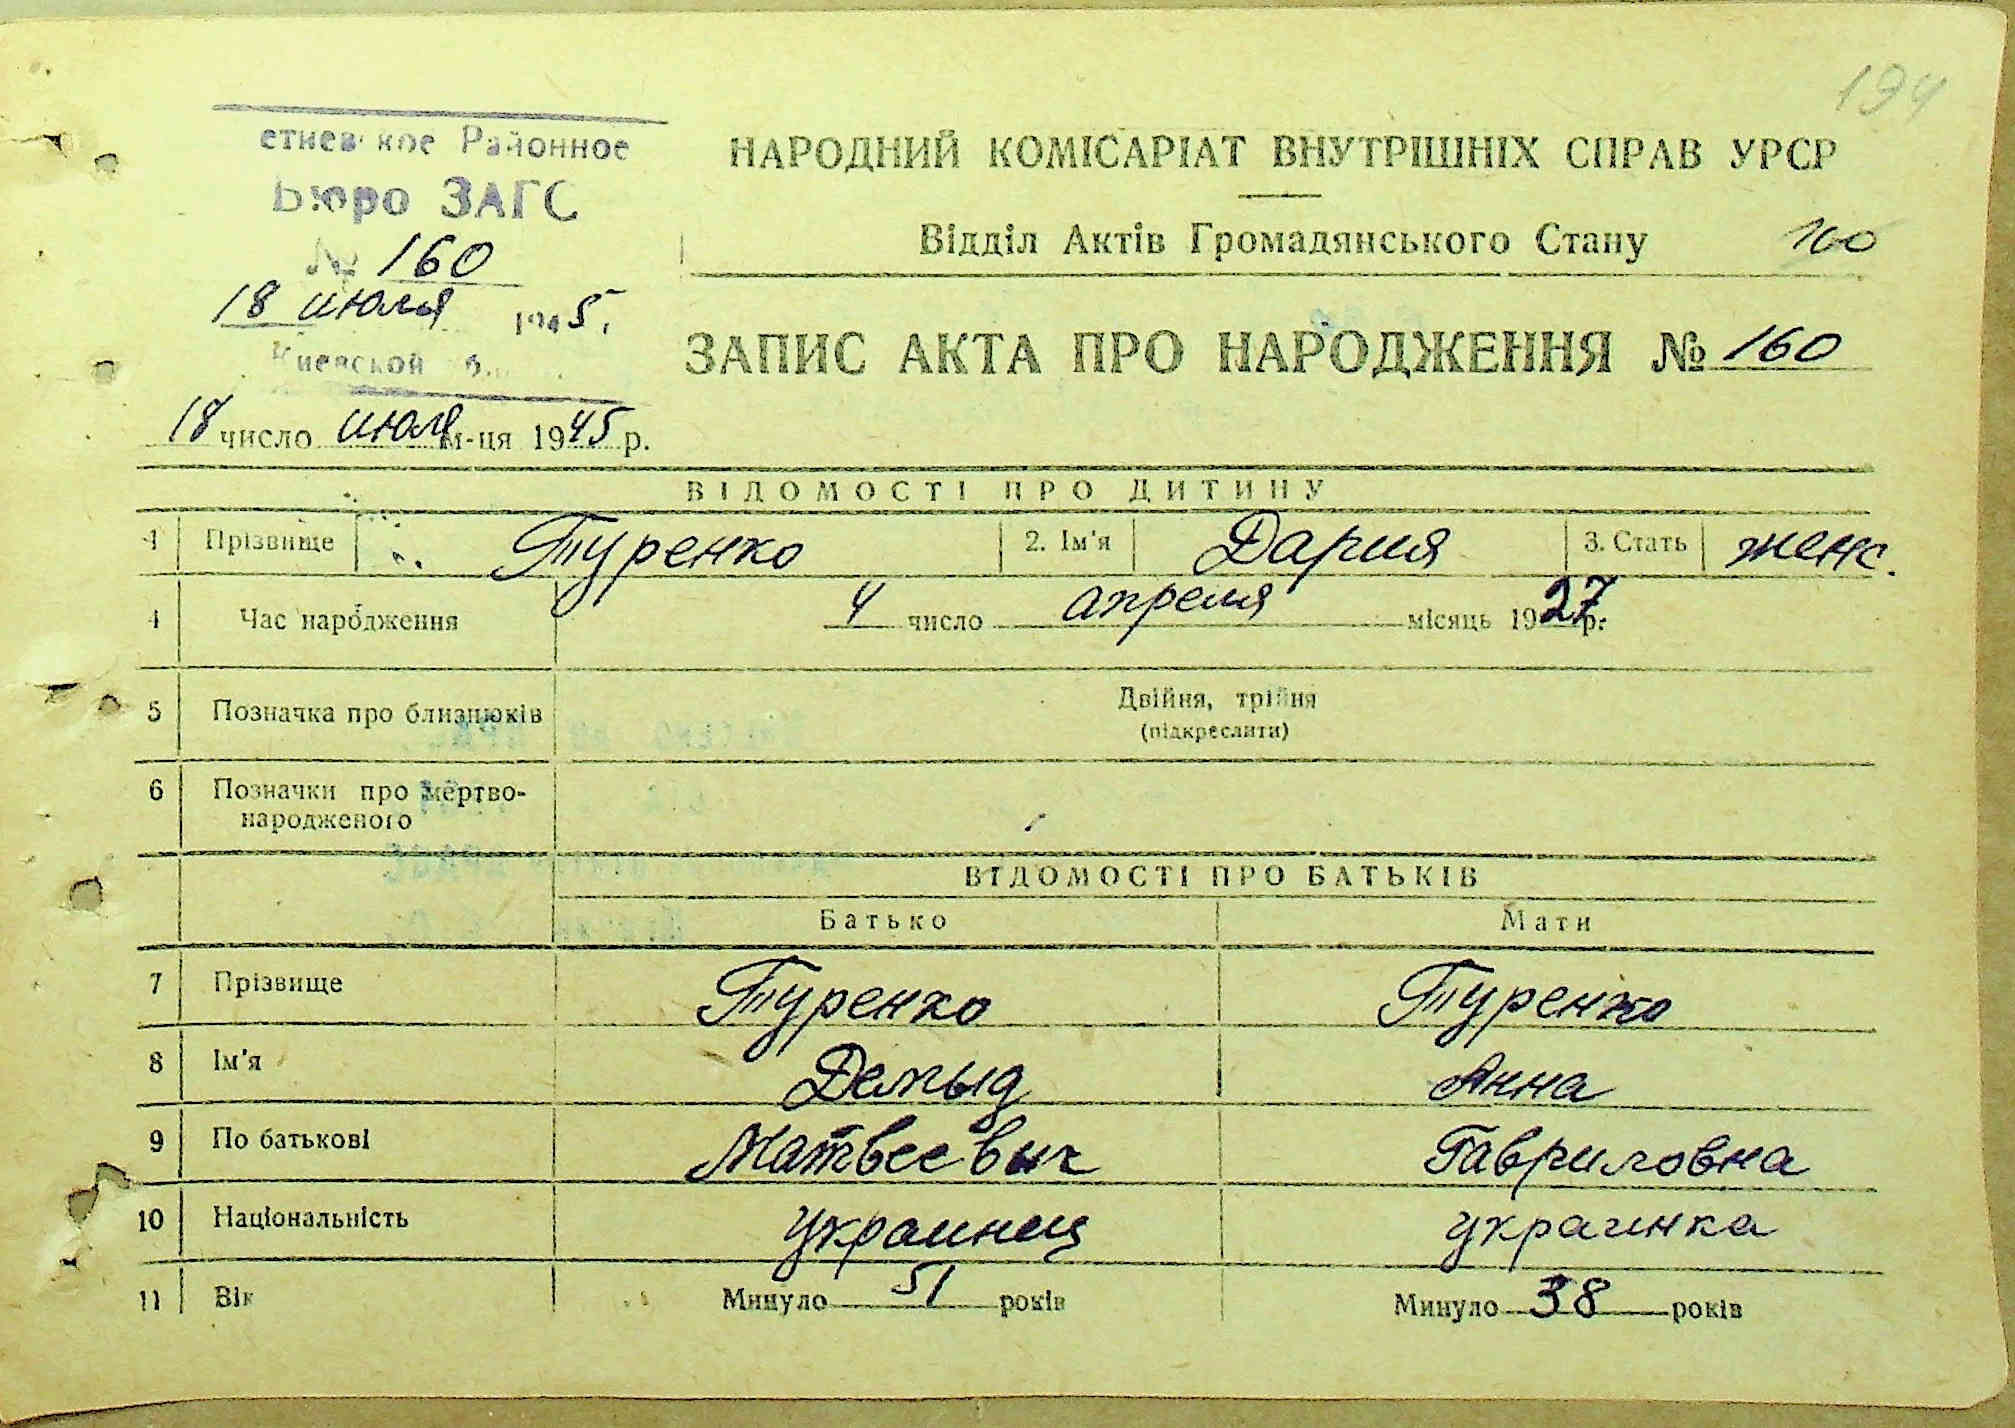 194
етиевское Районное
Бюро ЗАГС
№ 160
18 июля 1945.
Киевской об.
НАРОДНИЙ КОМІСАРІАТ ВНУТРІШНІХ СПРАВ УРСР
Відділ Актів Громадянського Стану 160
ЗАПИС АКТА ПРО НАРОДЖЕННЯ № 160
18 число июля м-ця 1945 р.
ВІДОМОСТІ ПРО ДИТИНУ
1 Прізвище Туренко 2. Ім'я Дария 3. Стать женс.
4 Час народження 4 число апреля місяць 1927 р.
5 Позначка про близнюків Двійня, трійня
(підкреслити)
6 Позначки про мертво-
народженого
ВІДОМОСТІ ПРО БАТЬКІВ
Батько Мати
7 Прізвище Туренко Туренко
8 Ім'я Демыд Анна
9 По батькові Матвеевич Гавриловна
10 Національність украинец украинка
11 Вік Минуло 51 років Минуло 38 років